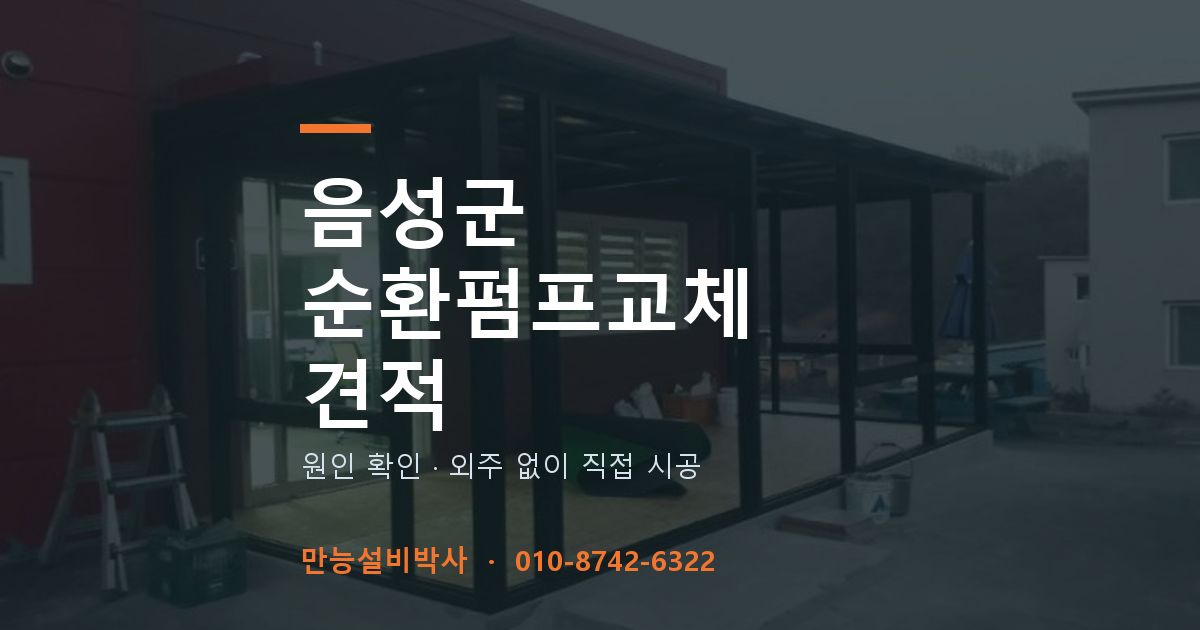 음성군
순환펌프교체
견적
원인 확인 · 외주 없이 직접 시공
만능설비박사 · 010-8742-6322